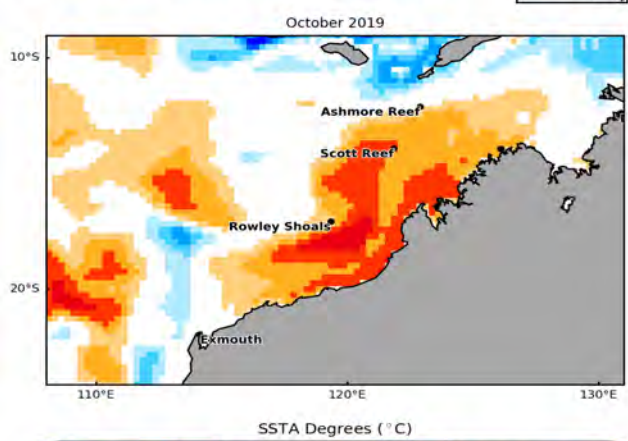 October 2019
10°S
Ashmore Reef
Scott Reef
Rowley Shoals
20°S
Exmouth
110°E 120°E 130°E
SSTA Degrees (°C)